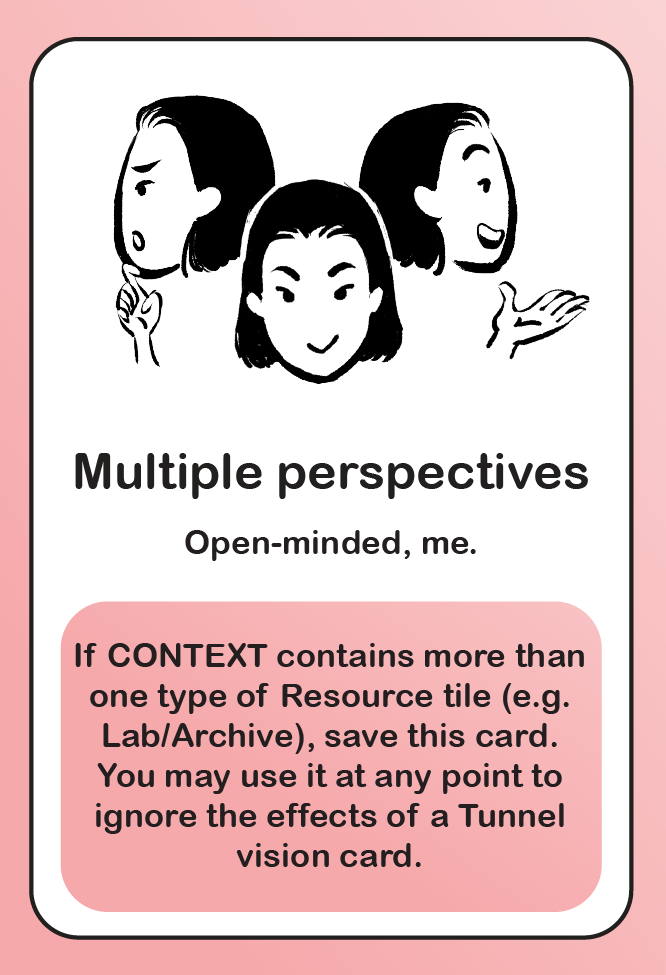 Multiple perspectives
Open-minded, me.
If CONTEXT contains more than
one type of Resource tile (e.g.
Lab/Archive), save this card.
You may use it at any point to
ignore the effects of a Tunnel
vision card.